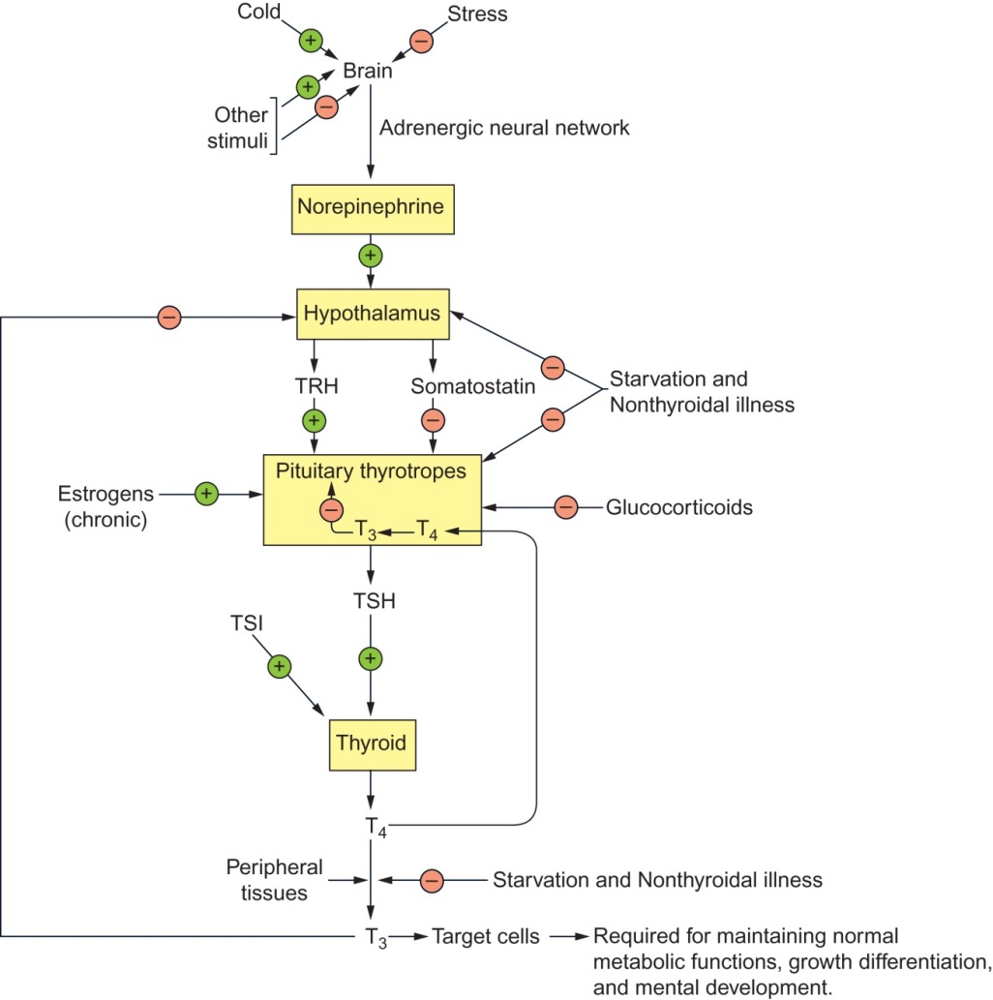 Cold
Stress
+
−
Brain
+
−
Other
stimuli
Adrenergic neural network
Norepinephrine
+
−
Hypothalamus
−
TRH
Somatostatin
Starvation and
Nonthyroidal illness
+
−
−
Pituitary thyrotropes
Estrogens
(chronic)
+
−
−
Glucocorticoids
T3
T4
TSH
TSI
+
+
Thyroid
T4
Peripheral
tissues
−
Starvation and Nonthyroidal illness
T3
Target cells
Required for maintaining normal
metabolic functions, growth differentiation,
and mental development.